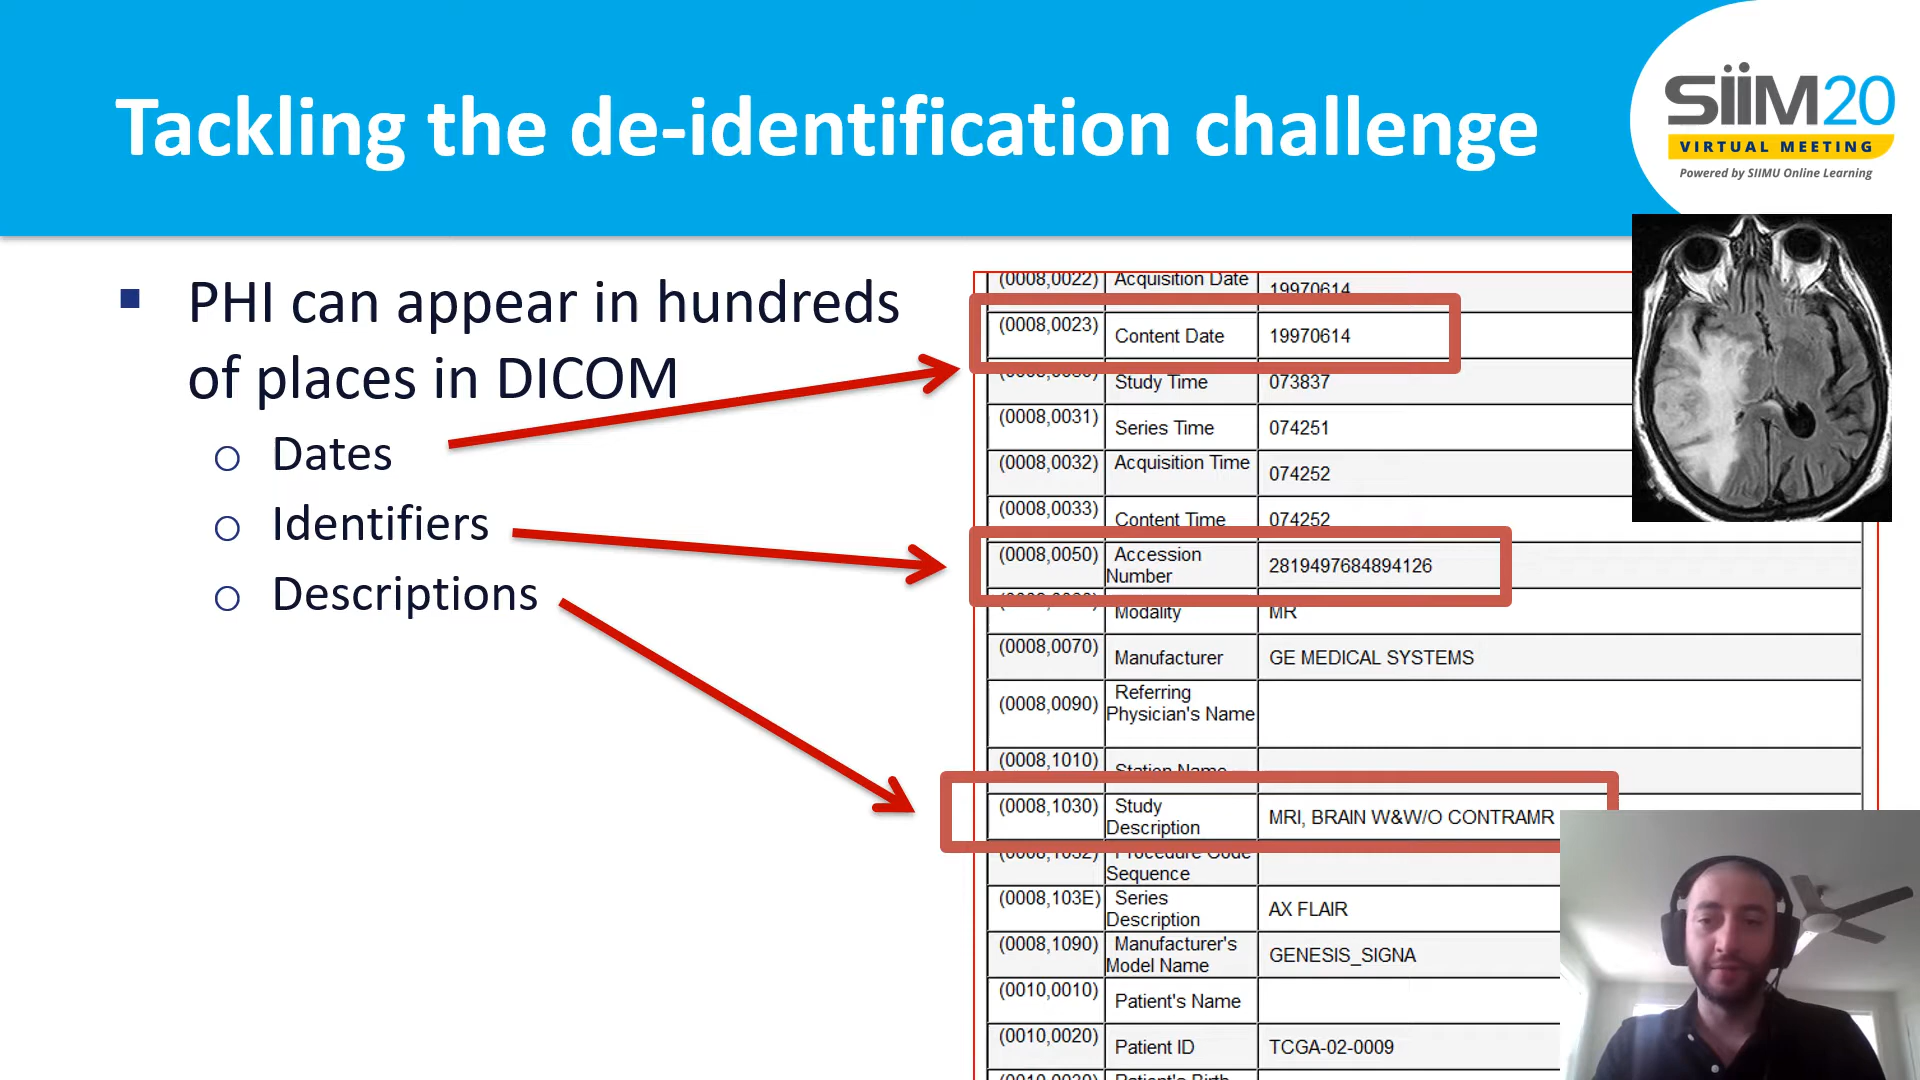 Tackling the de-identification challenge
SiiM20
VIRTUAL MEETING
Powered by SIIMU Online Learning
PHI can appear in hundreds
of places in DICOM
Dates
Identifiers
Descriptions
(0008,0022) Acquisition Date 19970614
(0008,0023) Content Date 19970614
Study Time 073837
(0008,0031) Series Time 074251
(0008,0032) Acquisition Time 074252
(0008,0033) Content Time 074252
(0008,0050) Accession Number 2819497684894126
Modality MR
(0008,0070) Manufacturer GE MEDICAL SYSTEMS
(0008,0090) Referring Physician's Name
(0008,1010) Station Name
(0008,1030) Study Description MRI, BRAIN W&W/O CONTRAMR
(0008,1032) Procedure Code Sequence
(0008,103E) Series Description AX FLAIR
(0008,1090) Manufacturer's Model Name GENESIS_SIGNA
(0010,0010) Patient's Name
(0010,0020) Patient ID TCGA-02-0009
Patient's Birth